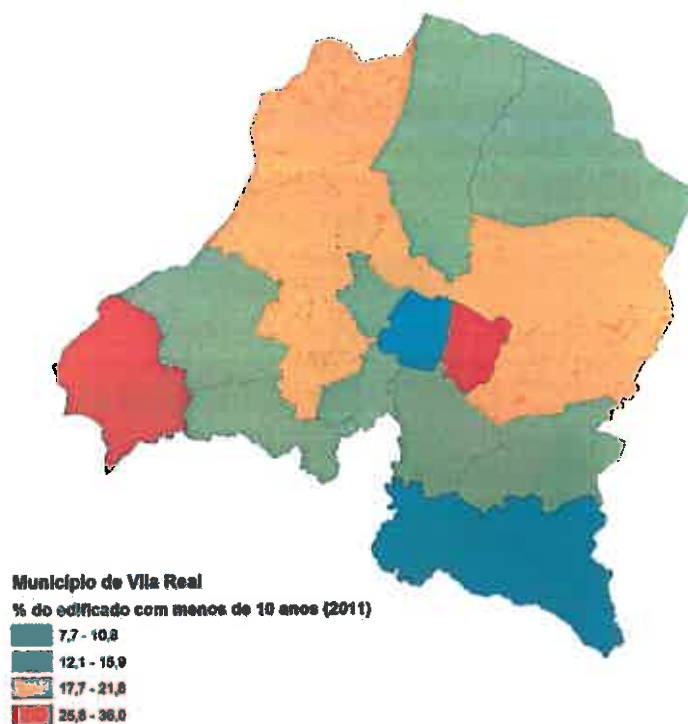 Município de Vila Real
% do edificado com menos de 10 anos (2011)
7,7 - 10,8
12,1 - 15,9
17,7 - 21,8
25,8 - 36,0